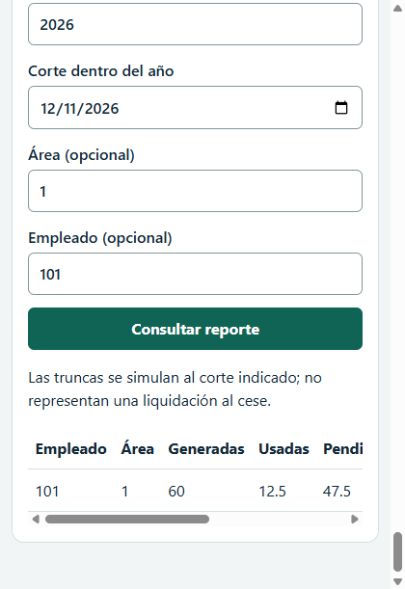 2026
Corte dentro del año
12/11/2026
Área (opcional)
1
Empleado (opcional)
101
Consultar reporte
Las truncas se simulan al corte indicado; no
representan una liquidación al cese.
Empleado Área Generadas Usadas Pendi
101 1 60 12.5 47.5